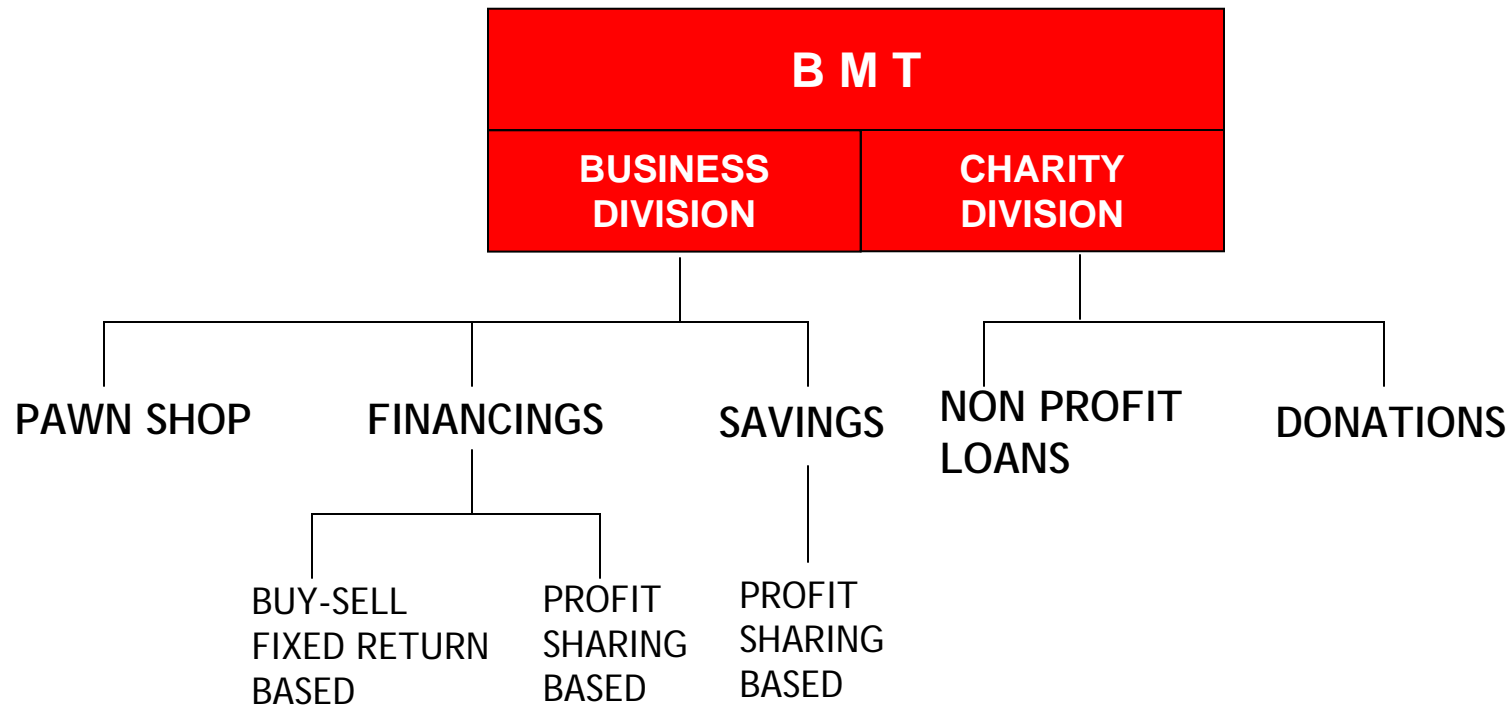 B M T
BUSINESS
DIVISION
CHARITY
DIVISION
PAWN SHOP
FINANCINGS
SAVINGS
NON PROFIT
LOANS
DONATIONS
BUY-SELL
FIXED RETURN
BASED
PROFIT
SHARING
BASED
PROFIT
SHARING
BASED